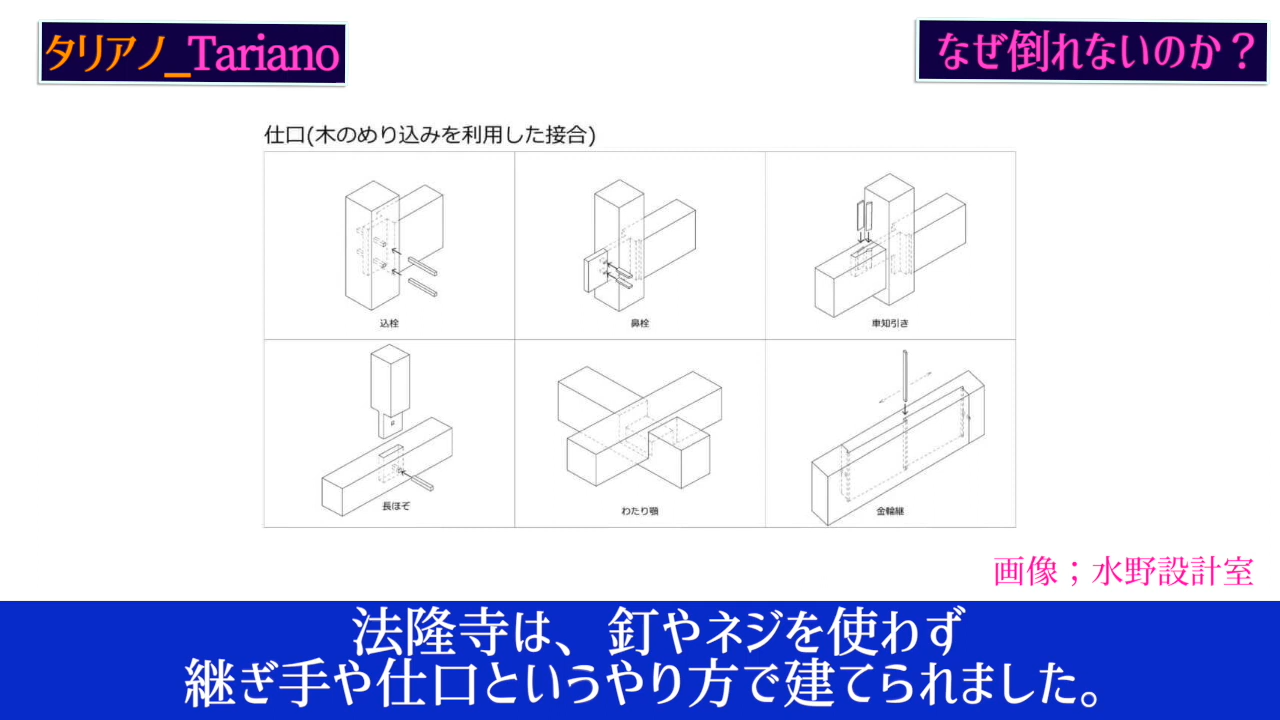 タリアノ_Tariano
なぜ倒れないのか？
仕口(木のめり込みを利用した接合)
込栓
鼻栓
車知引き
長ほぞ
わたり顎
金輪継
画像；水野設計室
法隆寺は、釘やネジを使わず
継ぎ手や仕口というやり方で建てられました。